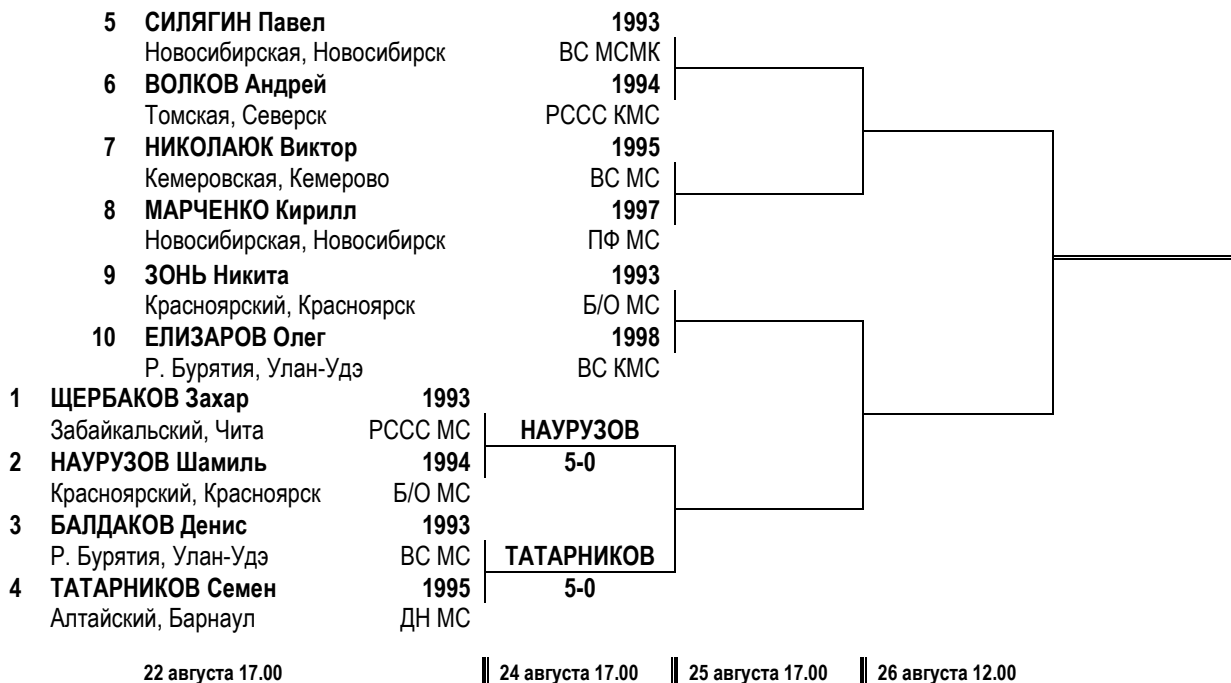 5 СИЛЯГИН Павел 1993
Новосибирская, Новосибирск ВС МСМК
6 ВОЛКОВ Андрей 1994
Томская, Северск РССС КМС
7 НИКОЛАЮК Виктор 1995
Кемеровская, Кемерово ВС МС
8 МАРЧЕНКО Кирилл 1997
Новосибирская, Новосибирск ПФ МС
9 ЗОНЬ Никита 1993
Красноярский, Красноярск Б/О МС
10 ЕЛИЗАРОВ Олег 1998
Р. Бурятия, Улан-Удэ ВС КМС
1 ЩЕРБАКОВ Захар 1993
Забайкальский, Чита РССС МС НАУРУЗОВ
2 НАУРУЗОВ Шамиль 1994 5-0
Красноярский, Красноярск Б/О МС
3 БАЛДАКОВ Денис 1993
Р. Бурятия, Улан-Удэ ВС МС ТАТАРНИКОВ
4 ТАТАРНИКОВ Семен 1995 5-0
Алтайский, Барнаул ДН МС
22 августа 17.00 24 августа 17.00 25 августа 17.00 26 августа 12.00